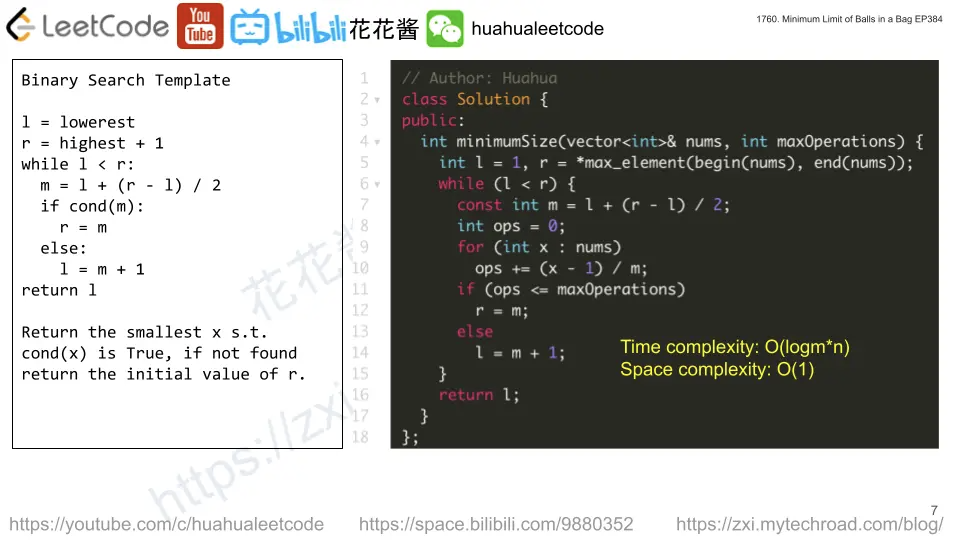 LeetCode You Tube bilibili 花花酱 huahualeetcode
1760. Minimum Limit of Balls in a Bag EP384
Binary Search Template
l = lowerest
r = highest + 1
while l < r:
  m = l + (r - l) / 2
  if cond(m):
    r = m
  else:
    l = m + 1
return l
Return the smallest x s.t.
cond(x) is True, if not found
return the initial value of r.
1 // Author: Huahua
2 class Solution {
3 public:
4   int minimumSize(vector<int>& nums, int maxOperations) {
5     int l = 1, r = *max_element(begin(nums), end(nums));
6     while (l < r) {
7       const int m = l + (r - l) / 2;
8       int ops = 0;
9       for (int x : nums)
10         ops += (x - 1) / m;
11       if (ops <= maxOperations)
12         r = m;
13       else
14         l = m + 1;
15     }
16     return l;
17   }
18 };
Time complexity: O(logm*n)
Space complexity: O(1)
花花酱
https://zxi
7
https://youtube.com/c/huahualeetcode https://space.bilibili.com/9880352 https://zxi.mytechroad.com/blog/